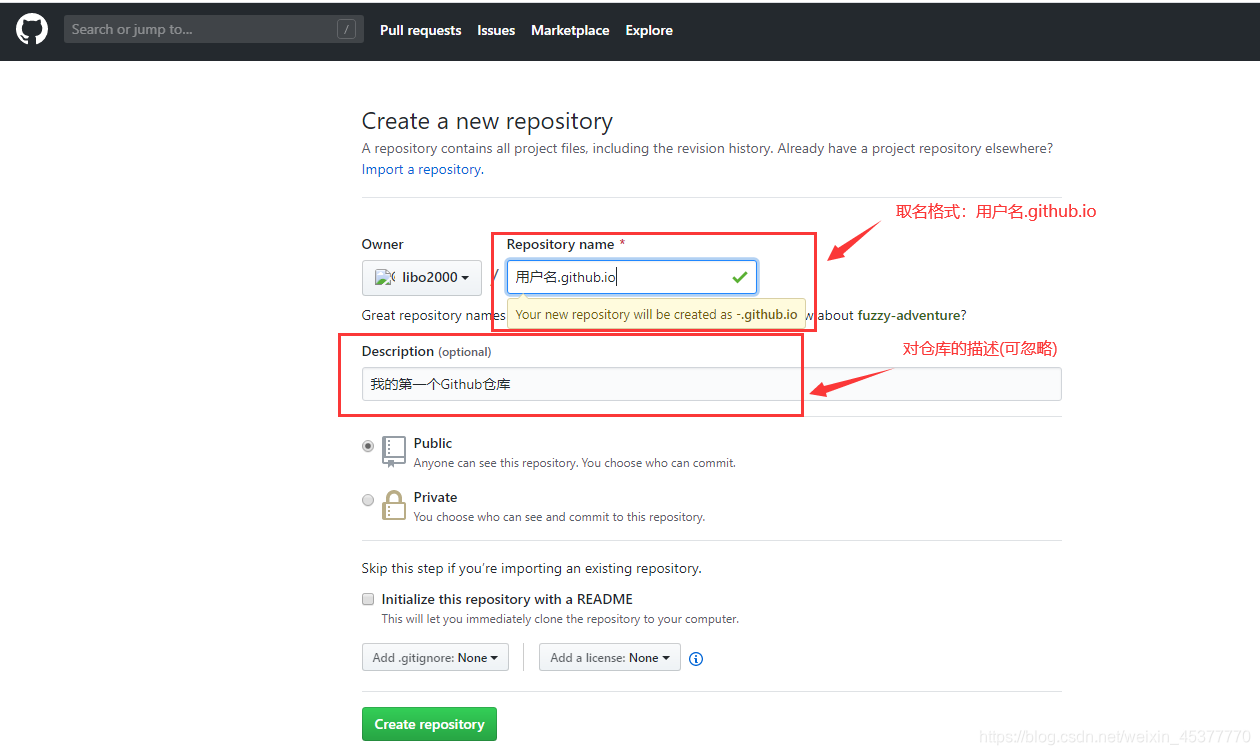 Search or jump to... /
Pull requests Issues Marketplace Explore
Create a new repository
A repository contains all project files, including the revision history. Already have a project repository elsewhere?
Import a repository.
取名格式：用户名.github.io
Owner
Repository name *
libo2000 / 用户名.github.io
Great repository names
Your new repository will be created as -.github.io
w about fuzzy-adventure?
对仓库的描述(可忽略)
Description (optional)
我的第一个Github仓库
Public
Anyone can see this repository. You choose who can commit.
Private
You choose who can see and commit to this repository.
Skip this step if you’re importing an existing repository.
Initialize this repository with a README
This will let you immediately clone the repository to your computer.
Add .gitignore: None Add a license: None
Create repository
https://blog.csdn.net/weixin_45377770